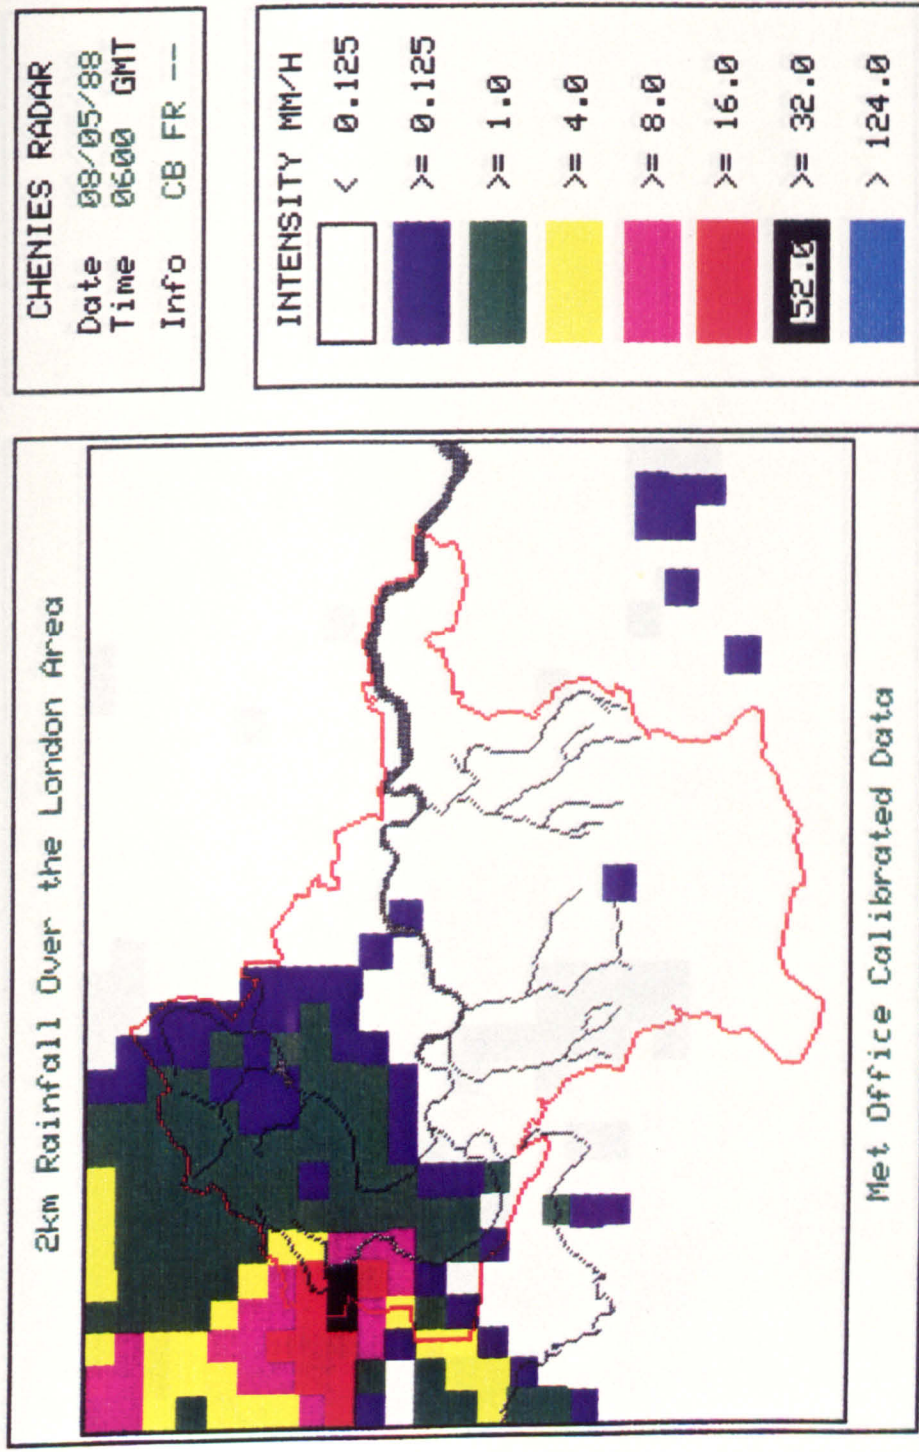 2km Rainfall Over the London Area
Met Office Calibrated Data
CHENIES RADAR
Date 08/05/88
Time 0600 GMT
Info CB FR --
INTENSITY MM/H
< 0.125
>= 0.125
>= 1.0
>= 4.0
>= 8.0
>= 16.0
52.0 >= 32.0
> 124.0